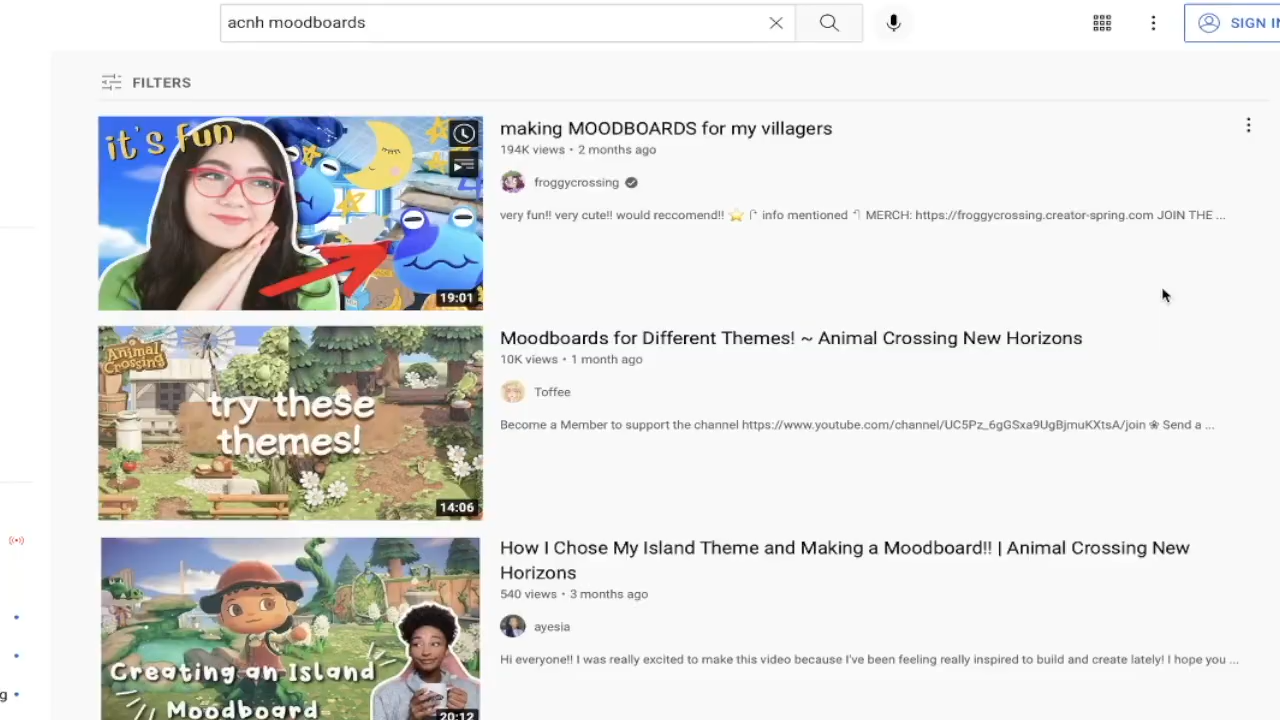 acnh moodboards
SIGN IN
FILTERS
it's fun
19:01
making MOODBOARDS for my villagers
194K views • 2 months ago
froggycrossing
very fun!! very cute!! would reccomend!! ⭐ info mentioned MERCH: https://froggycrossing.creator-spring.com JOIN THE ...
Animal
Crossing
try these
themes!
14:06
Moodboards for Different Themes! ~ Animal Crossing New Horizons
10K views • 1 month ago
Toffee
Become a Member to support the channel https://www.youtube.com/channel/UC5Pz_6gGSxa9UgBjmuKXtsA/join ❀ Send a ...
Creating an Island
Moodboard
20:12
How I Chose My Island Theme and Making a Moodboard!! | Animal Crossing New
Horizons
540 views • 3 months ago
ayesia
Hi everyone!! I was really excited to make this video because I've been feeling really inspired to build and create lately! I hope you ...
g